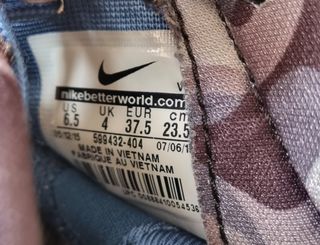 nikebetterworld.com
US UK EUR cm
6.5 4 37.5 23.5
599432-404 07/06/1
MADE IN VIETNAM
FABRIQUE AU VIETNAM